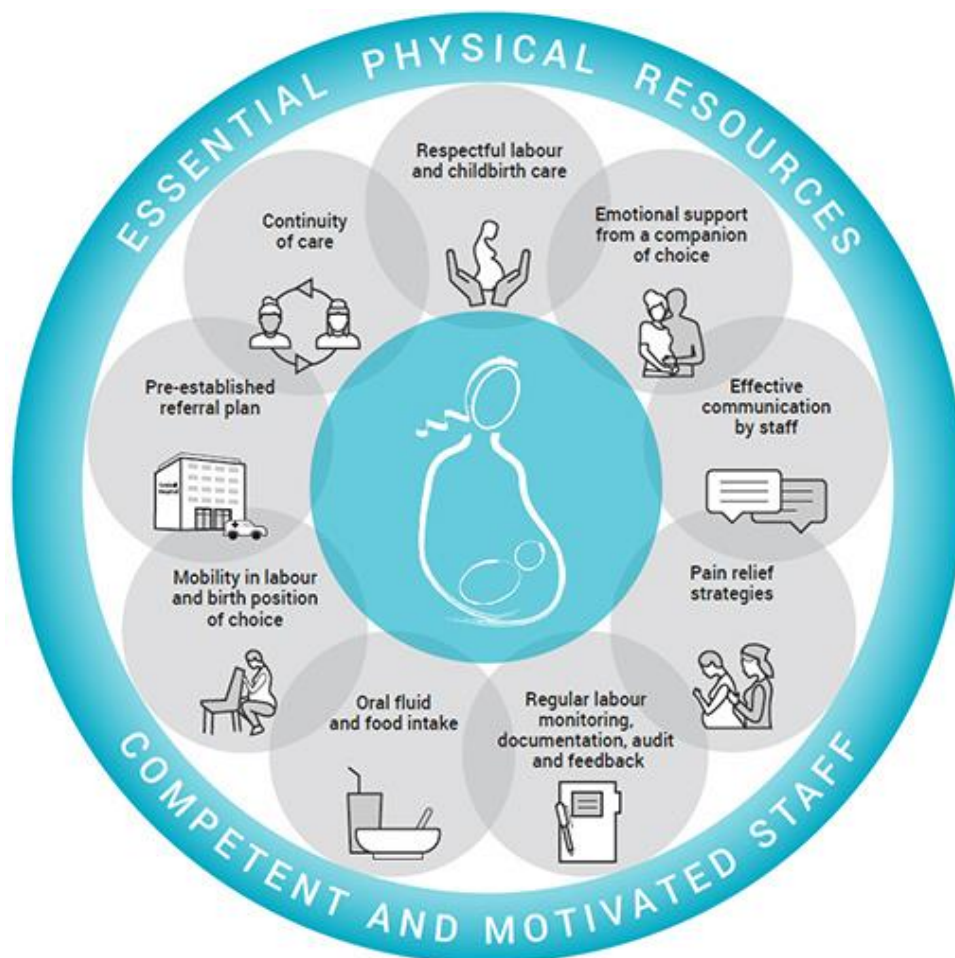 ESSENTIAL PHYSICAL RESOURCES
Respectful labour
and childbirth care
Emotional support
from a companion
of choice
Effective
communication
by staff
Pain relief
strategies
Regular labour
monitoring,
documentation, audit
and feedback
Oral fluid
and food intake
Mobility in labour
and birth position
of choice
Pre-established
referral plan
Hospital
Continuity
of care
COMPETENT AND MOTIVATED STAFF